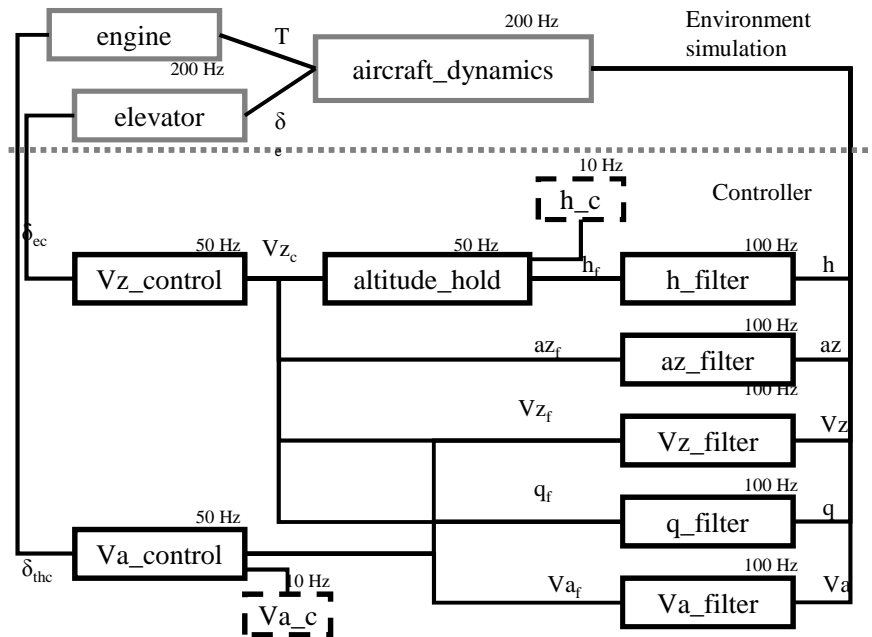 200 Hz
Environment
simulation
engine
T
aircraft_dynamics
200 Hz
elevator
δ
e
10 Hz
h_c
Controller
δec
50 Hz
Vzc
50 Hz
100 Hz
Vz_control
altitude_hold
hf
h_filter
h
100 Hz
azf
az_filter
az
100 Hz
Vzf
Vz_filter
Vz
100 Hz
qf
q_filter
q
50 Hz
Va_control
δthc
100 Hz
10 Hz
Va_c
Vaf
Va_filter
Va